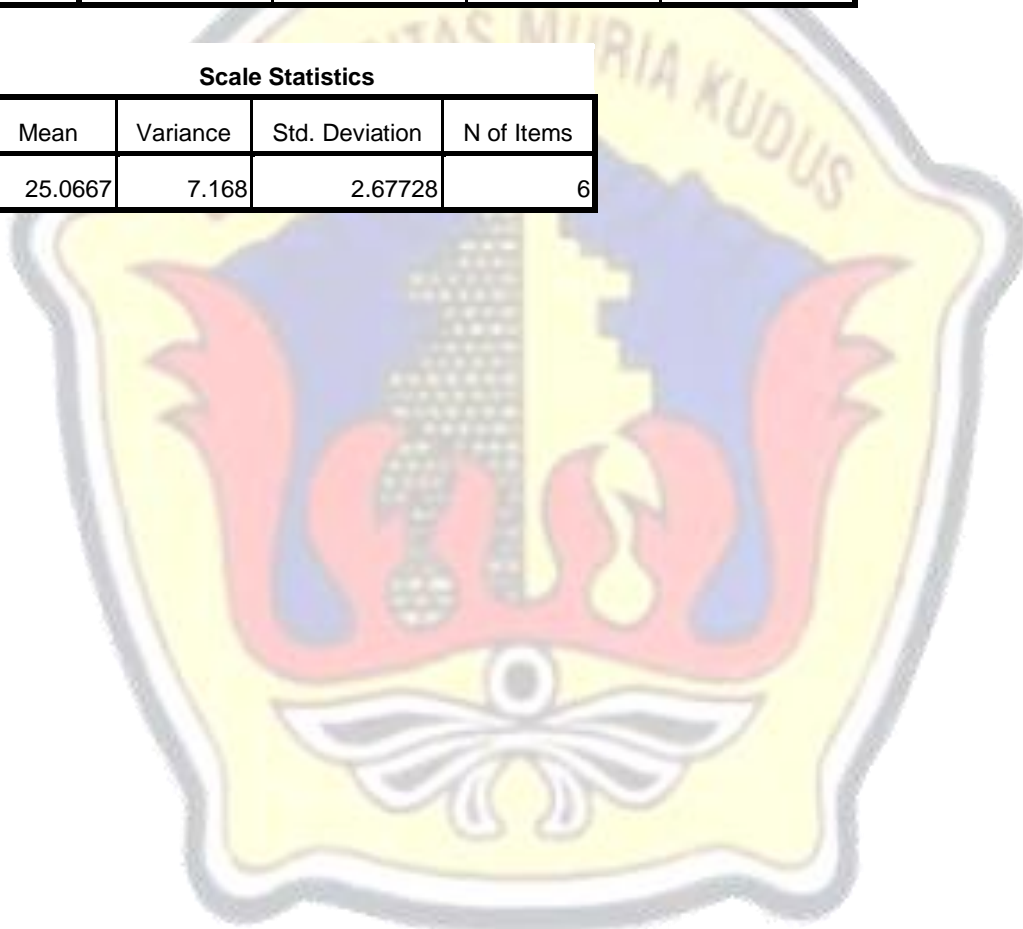 MURIA KUDUS
Scale Statistics
Mean Variance Std. Deviation N of Items
25.0667 7.168 2.67728 6